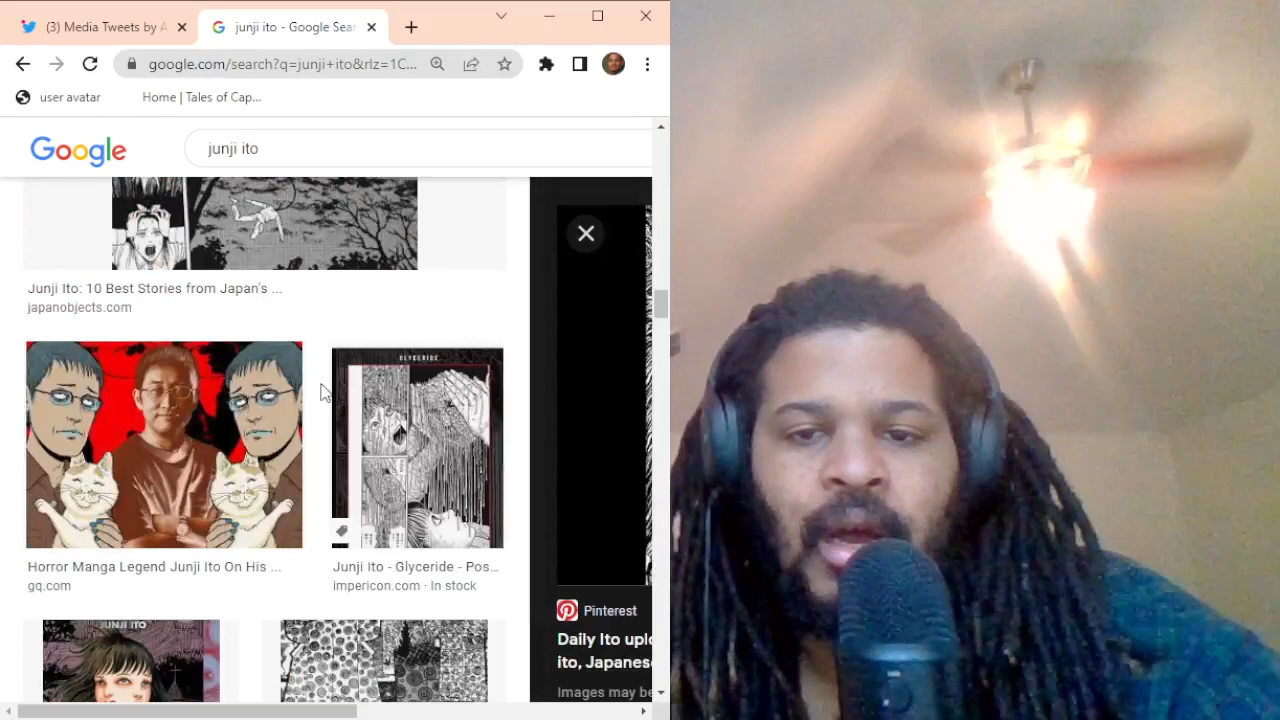 (3) Media Tweets by A
junji ito - Google Sear
google.com/search?q=junji+ito&rlz=1C...
user avatar
Home | Tales of Cap...
Google
junji ito
Junji Ito: 10 Best Stories from Japan's ...
japanobjects.com
GLYCERIDE
Horror Manga Legend Junji Ito On His ...
gq.com
Junji Ito - Glyceride - Pos...
impericon.com · In stock
Pinterest
Daily Ito uplo
ito, Japanes
Images may be
JUNJI ITO